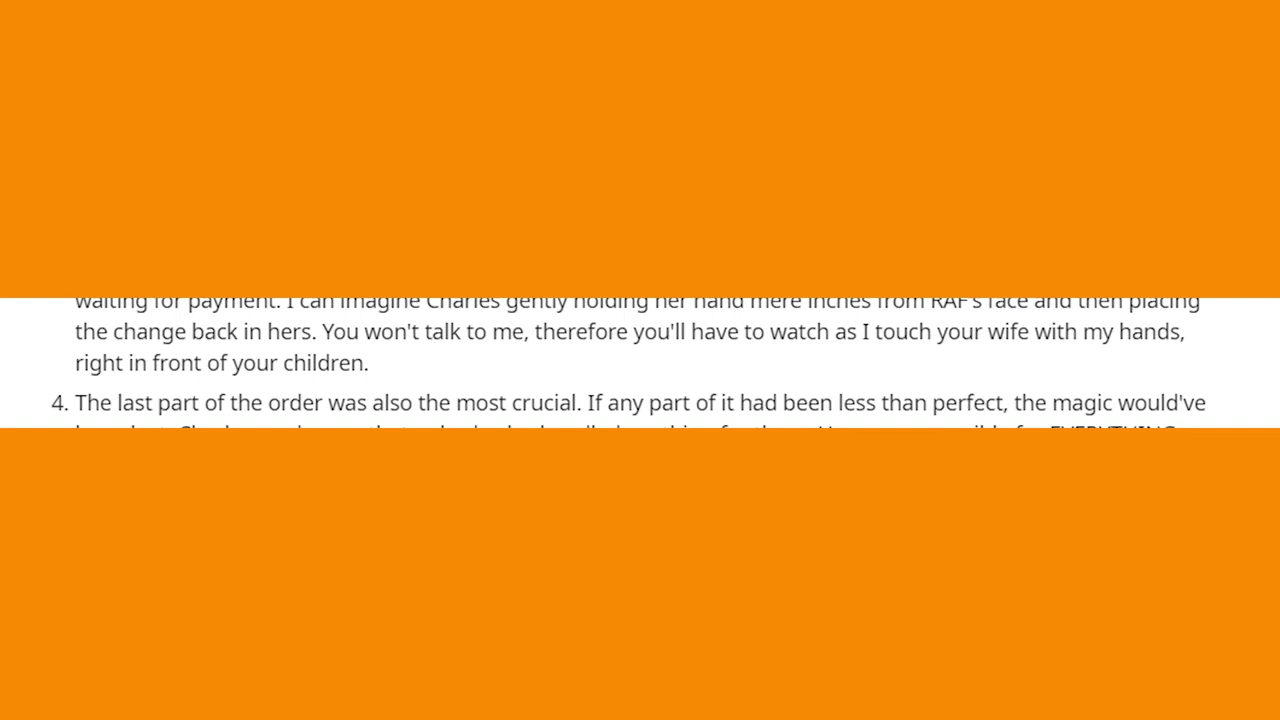 waiting for payment. I can imagine Charles gently holding her hand mere inches from RAF's face and then placing
the change back in hers. You won't talk to me, therefore you'll have to watch as I touch your wife with my hands,
right in front of your children.
4. The last part of the order was also the most crucial. If any part of it had been less than perfect, the magic would've
EVERYTHING